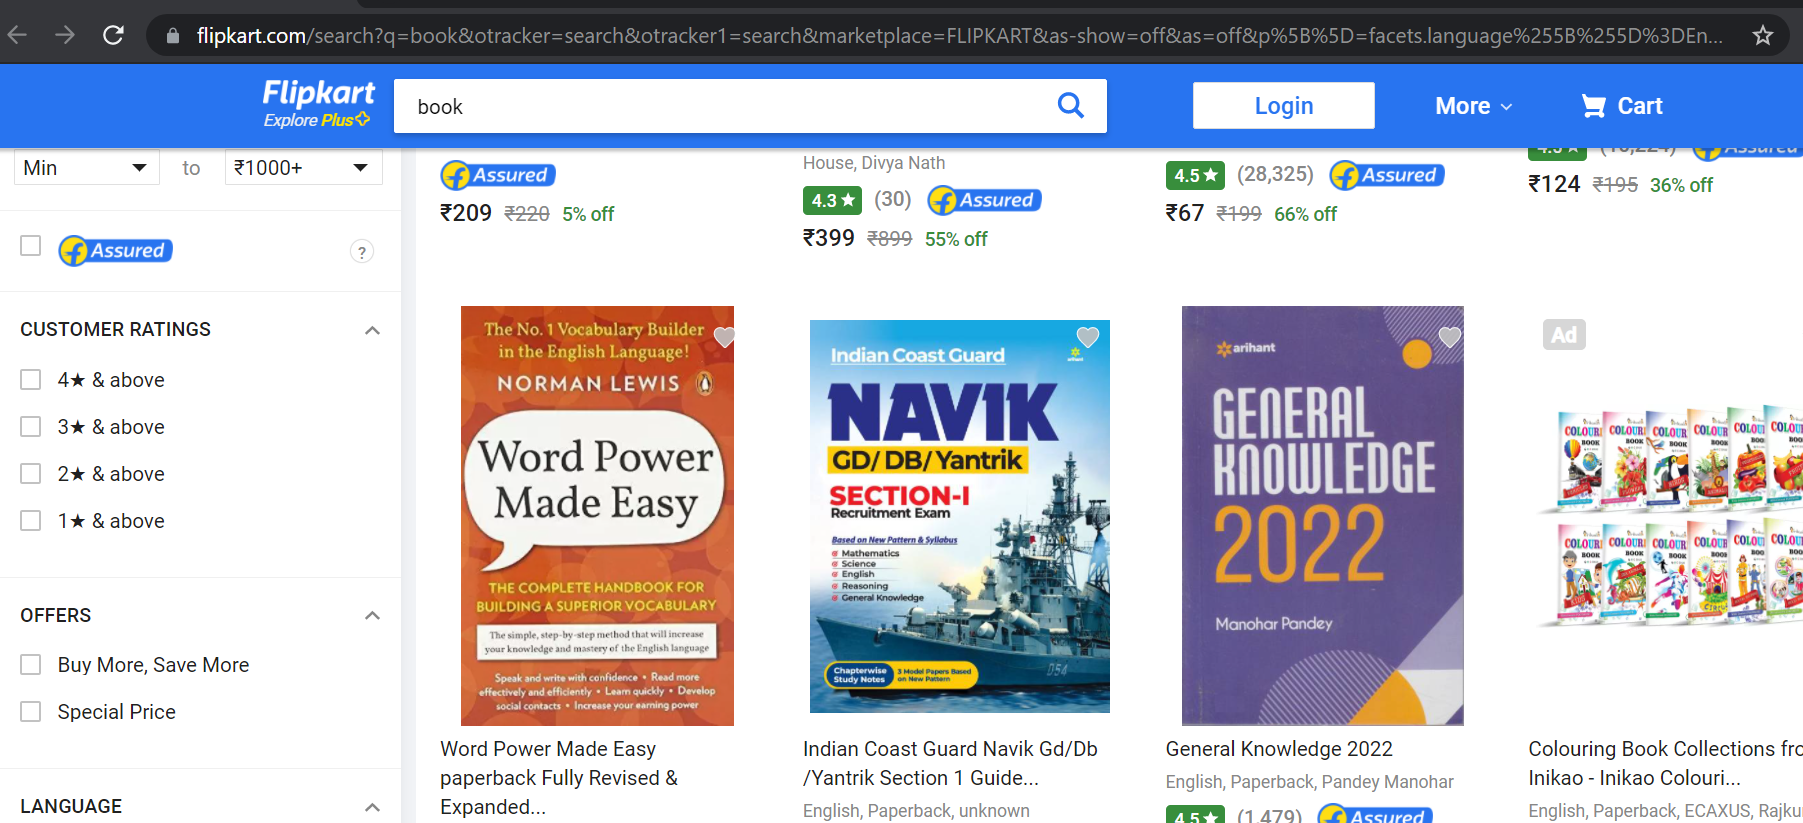 flipkart.com/search?q=book&otracker=search&otracker1=search&marketplace=FLIPKART&as-show=off&as=off&p%5B%5D=facets.language%255B%255D%3DEn...
Flipkart
Explore Plus
book
Login
More
Cart
Min
to
₹1000+
Assured
?
CUSTOMER RATINGS
4★ & above
3★ & above
2★ & above
1★ & above
OFFERS
Buy More, Save More
Special Price
LANGUAGE
Assured
₹209 ₹220 5% off
House, Divya Nath
4.3★ (30) Assured
₹399 ₹899 55% off
4.5★ (28,325) Assured
₹67 ₹199 66% off
Assured
₹124 ₹195 36% off
The No. 1 Vocabulary Builder
in the English Language!
NORMAN LEWIS
Word Power
Made Easy
THE COMPLETE HANDBOOK FOR
BUILDING A SUPERIOR VOCABULARY
The simple, step-by-step method that will increase
your knowledge and mastery of the English language
Speak and write with confidence • Read more
effectively and efficiently • Learn quickly • Develop
social contacts • Increase your earning power
Word Power Made Easy
paperback Fully Revised &
Expanded...
Indian Coast Guard
arihant
NAVIK
GD/DB/Yantrik
SECTION-I
Recruitment Exam
Based on New Pattern & Syllabus
Mathematics
Science
English
Reasoning
General Knowledge
D54
Chapterwise
Study Notes
3 Model Papers Based
on New Pattern
Indian Coast Guard Navik Gd/Db
/Yantrik Section 1 Guide...
English, Paperback, unknown
arihant
GENERAL
KNOWLEDGE
2022
Manohar Pandey
General Knowledge 2022
English, Paperback, Pandey Manohar
4.5★ (1,479) Assured
Ad
COLOUR
BOOK
Colouring Book Collections fro
Inikao - Inikao Colouri...
English, Paperback, ECAXUS, Rajku